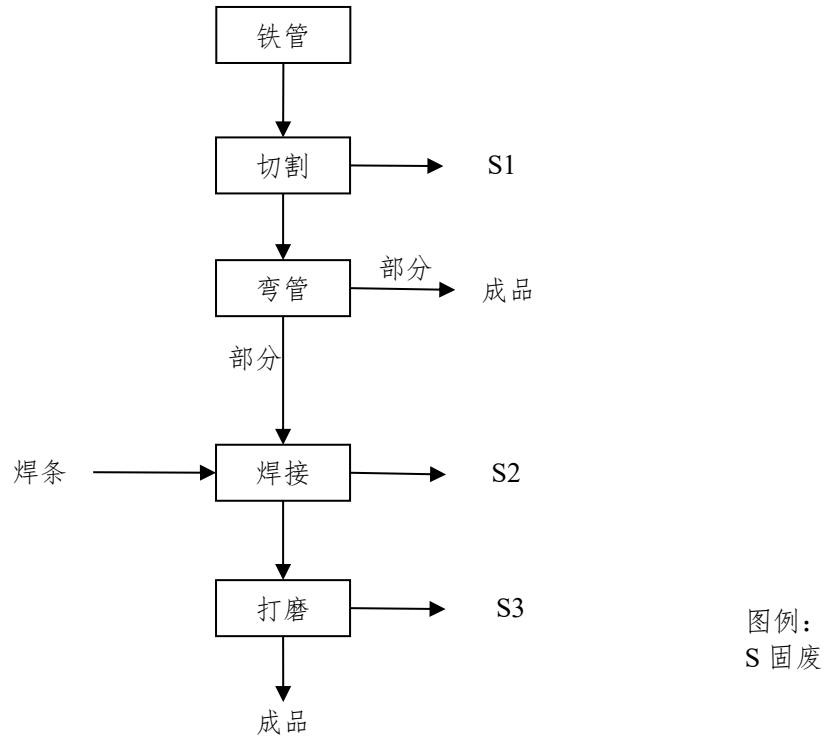 铁管
切割
S1
部分
弯管
成品
部分
焊条
焊接
S2
打磨
S3
图例：
S 固废
成品